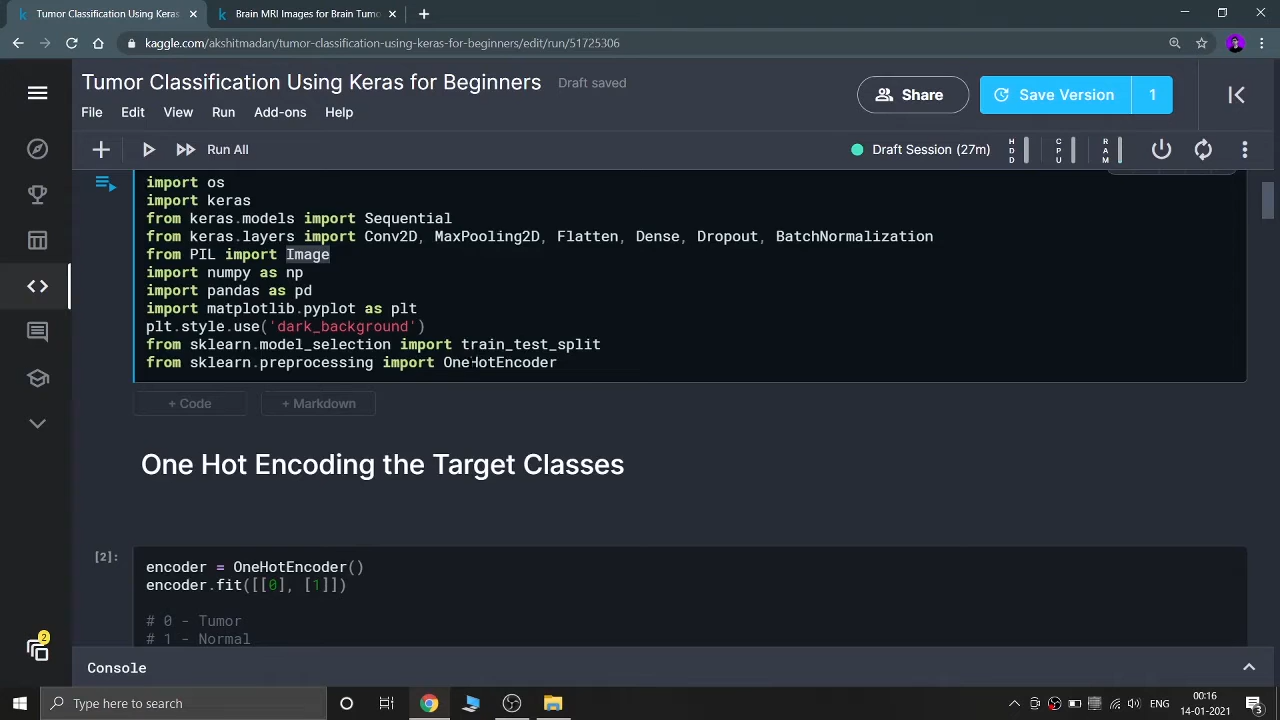 Tumor Classification Using Keras
Brain MRI Images for Brain Tumo
kaggle.com/akshitmadan/tumor-classification-using-keras-for-beginners/edit/run/51725306
Tumor Classification Using Keras for Beginners
Draft saved
Share
Save Version
1
File
Edit
View
Run
Add-ons
Help
Run All
Draft Session (27m)
HDD
CPU
RAM
import os
import keras
from keras.models import Sequential
from keras.layers import Conv2D, MaxPooling2D, Flatten, Dense, Dropout, BatchNormalization
from PIL import Image
import numpy as np
import pandas as pd
import matplotlib.pyplot as plt
plt.style.use('dark_background')
from sklearn.model_selection import train_test_split
from sklearn.preprocessing import OneHotEncoder
+ Code
+ Markdown
One Hot Encoding the Target Classes
[2]:
encoder = OneHotEncoder()
encoder.fit([[0], [1]])
# 0 - Tumor
# 1 - Normal
2
Console
Type here to search
ENG
00:16
14-01-2021
3